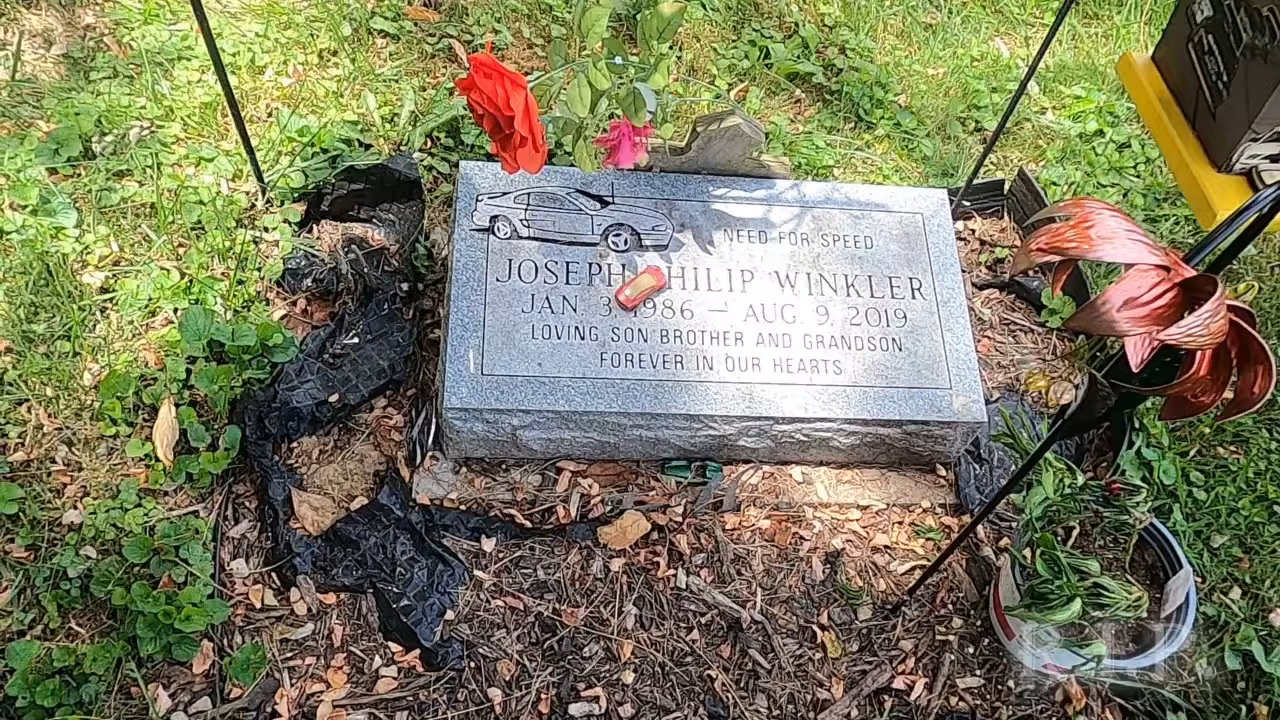 NEED FOR SPEED
JOSEPH PHILIP WINKLER
JAN. 3, 1986 — AUG. 9, 2019
LOVING SON BROTHER AND GRANDSON
FOREVER IN OUR HEARTS